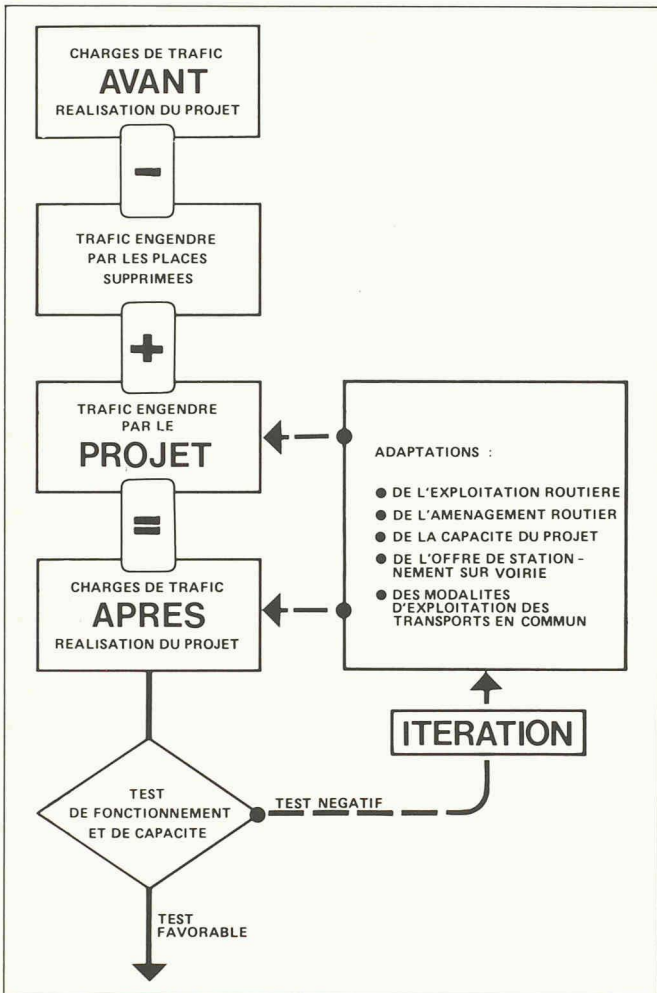 CHARGES DE TRAFIC
AVANT
REALISATION DU PROJET
-
TRAFIC ENGENDRE
PAR LES PLACES
SUPPRIMEES
+
TRAFIC ENGENDRE
PAR LE
PROJET
=
CHARGES DE TRAFIC
APRES
REALISATION DU PROJET
ADAPTATIONS :
● DE L'EXPLOITATION ROUTIERE
● DE L'AMENAGEMENT ROUTIER
● DE LA CAPACITE DU PROJET
● DE L'OFFRE DE STATION -
NEMENT SUR VOIRIE
● DES MODALITES
D'EXPLOITATION DES
TRANSPORTS EN COMMUN
ITERATION
TEST
DE FONCTIONNEMENT
ET DE CAPACITE
TEST NEGATIF
TEST
FAVORABLE